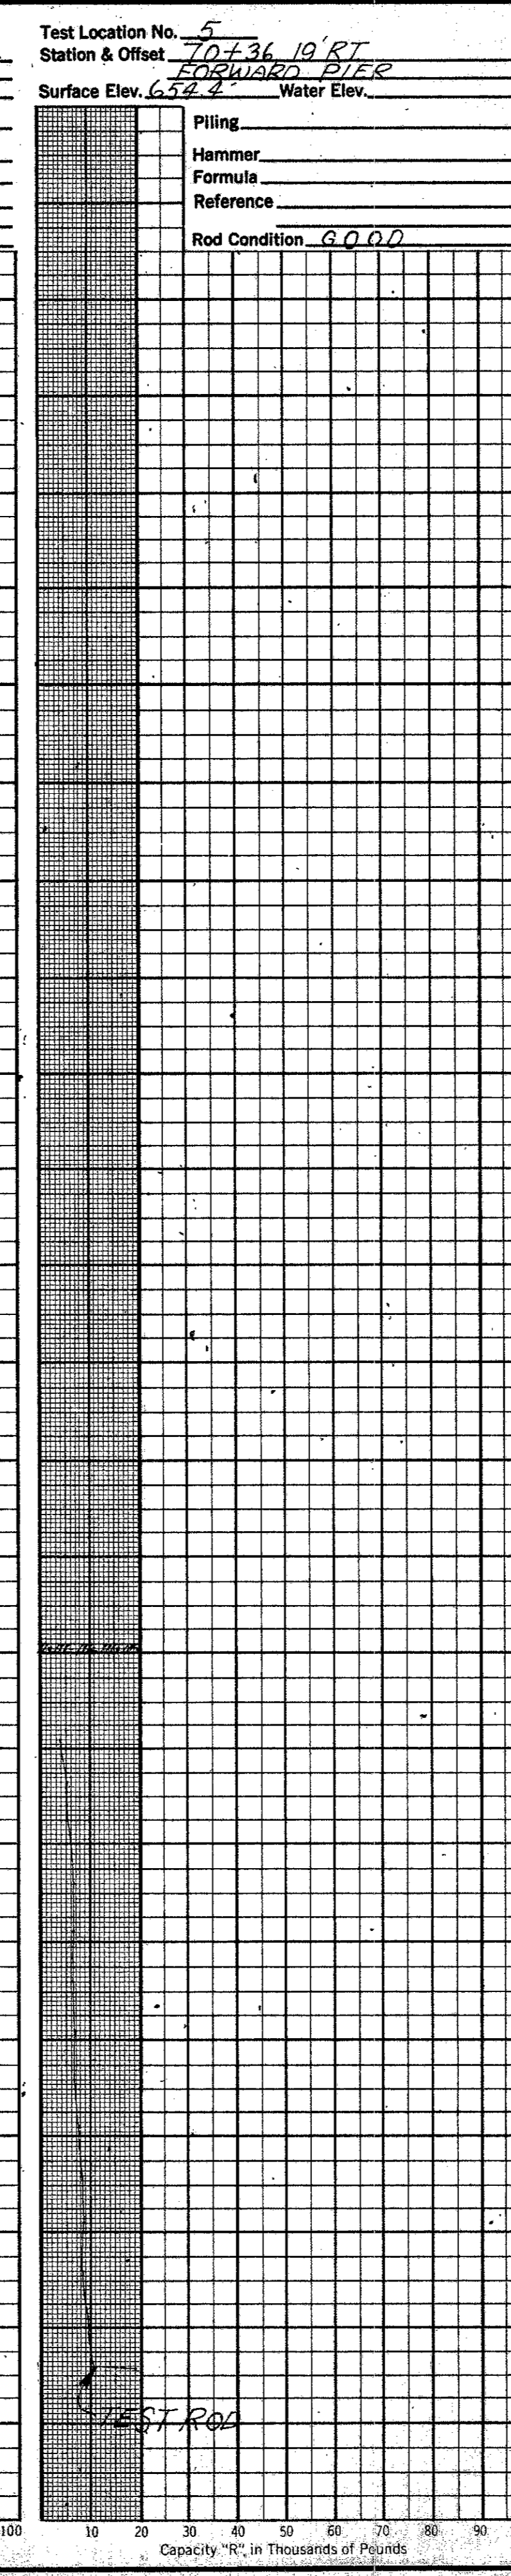 Test Location No. 5
Station & Offset 70+36 19' RT
FORWARD PIER
Surface Elev. 654.4' Water Elev.
Piling
Hammer
Formula
Reference
Rod Condition GOOD
TEST ROD
100 10 20 30 40 50 60 70 80 90
Capacity "R", in Thousands of Pounds